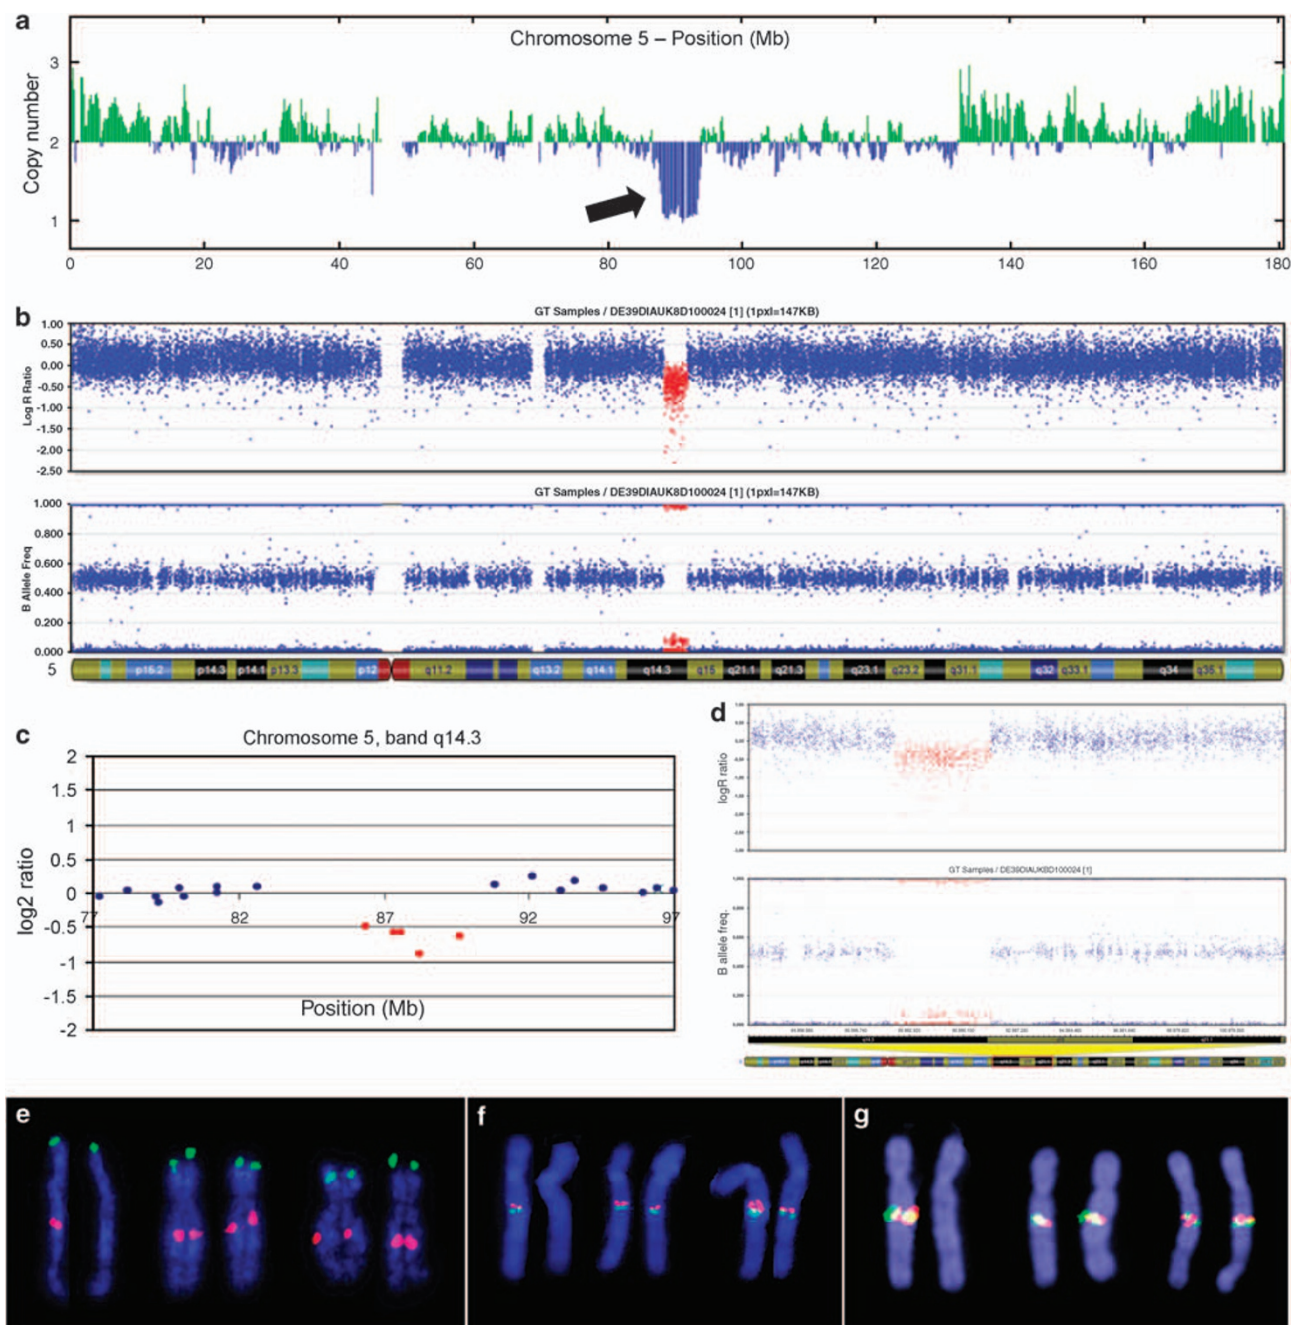 a
Chromosome 5 – Position (Mb)
Copy number
3
2
1
0 20 40 60 80 100 120 140 160 180
b
GT Samples / DE39DIAUK8D100024 [1] (1pxl=147KB)
Log R Ratio
1.00
0.50
0.00
-0.50
-1.00
-1.50
-2.00
-2.50
GT Samples / DE39DIAUK8D100024 [1] (1pxl=147KB)
B Allele Freq
1.000
0.800
0.600
0.400
0.200
0.000
5 p15.2 p14.3 p14.1 p13.3 p12 q11.2 q13.2 q14.1 q14.3 q15 q21.1 q21.3 q23.1 q23.2 q31.1 q32 q33.1 q34 q35.1
c
Chromosome 5, band q14.3
log2 ratio
2
1.5
1
0.5
0
77 82 87 92 97
-0.5
-1
-1.5
-2
Position (Mb)
d
logR ratio
GT Samples / DE39DIAUKBD100024 [1]
B allele freq.
e
f
g